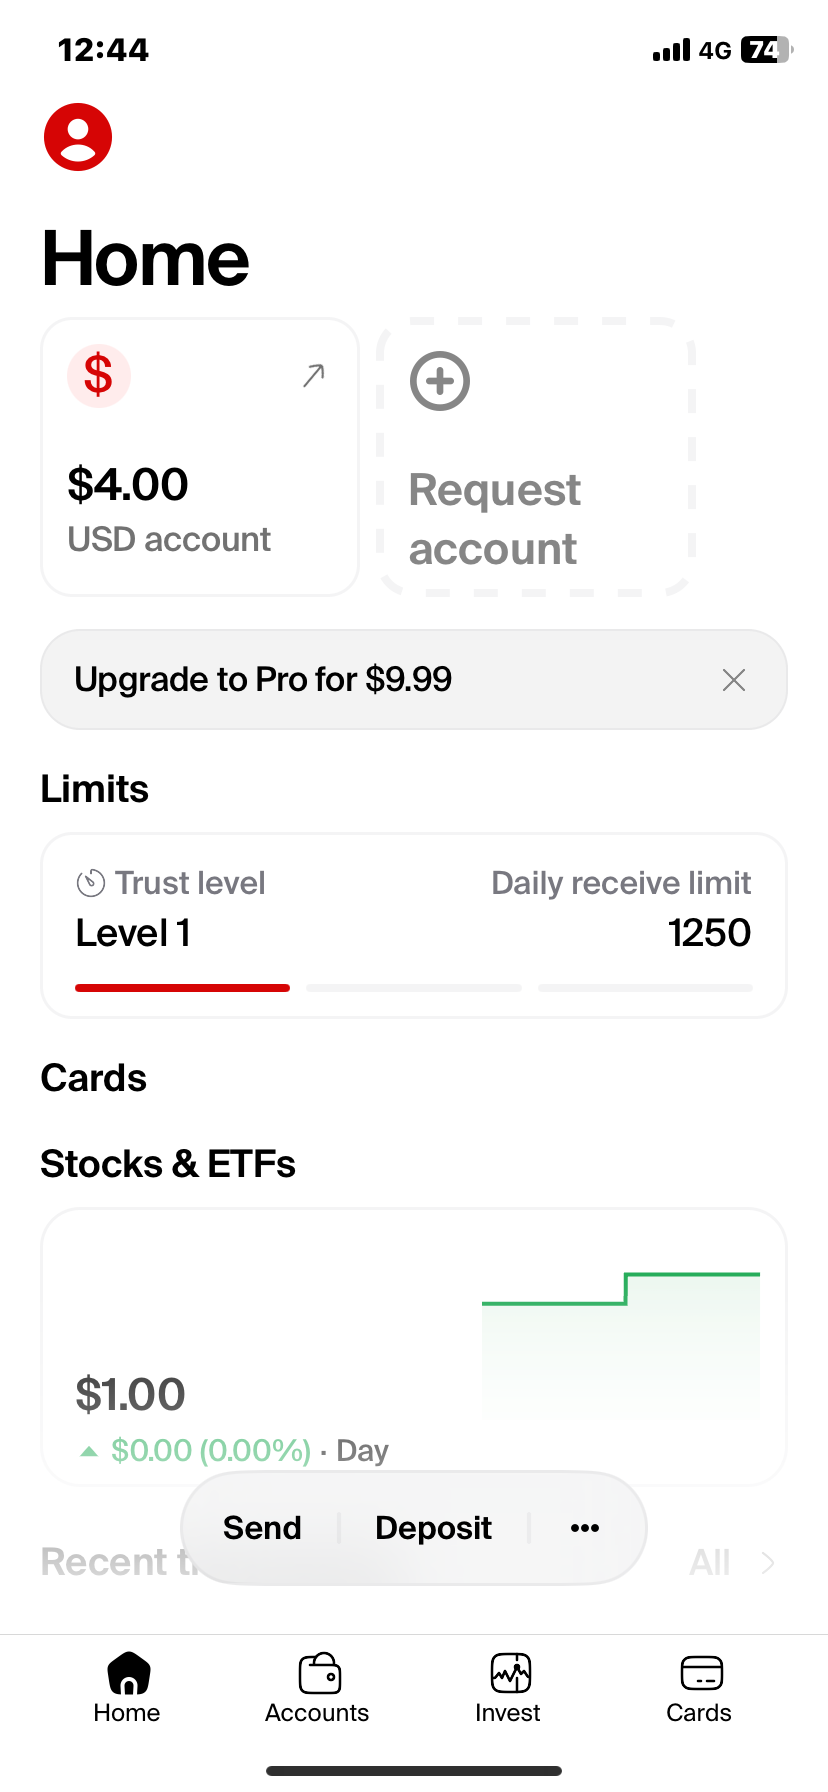 12:44
4G 74
Home
$
$4.00
USD account
Request
account
Upgrade to Pro for $9.99
Limits
Trust level
Daily receive limit
Level 1
1250
Cards
Stocks & ETFs
$1.00
$0.00 (0.00%) · Day
Send
Deposit
Recent
All
Home
Accounts
Invest
Cards